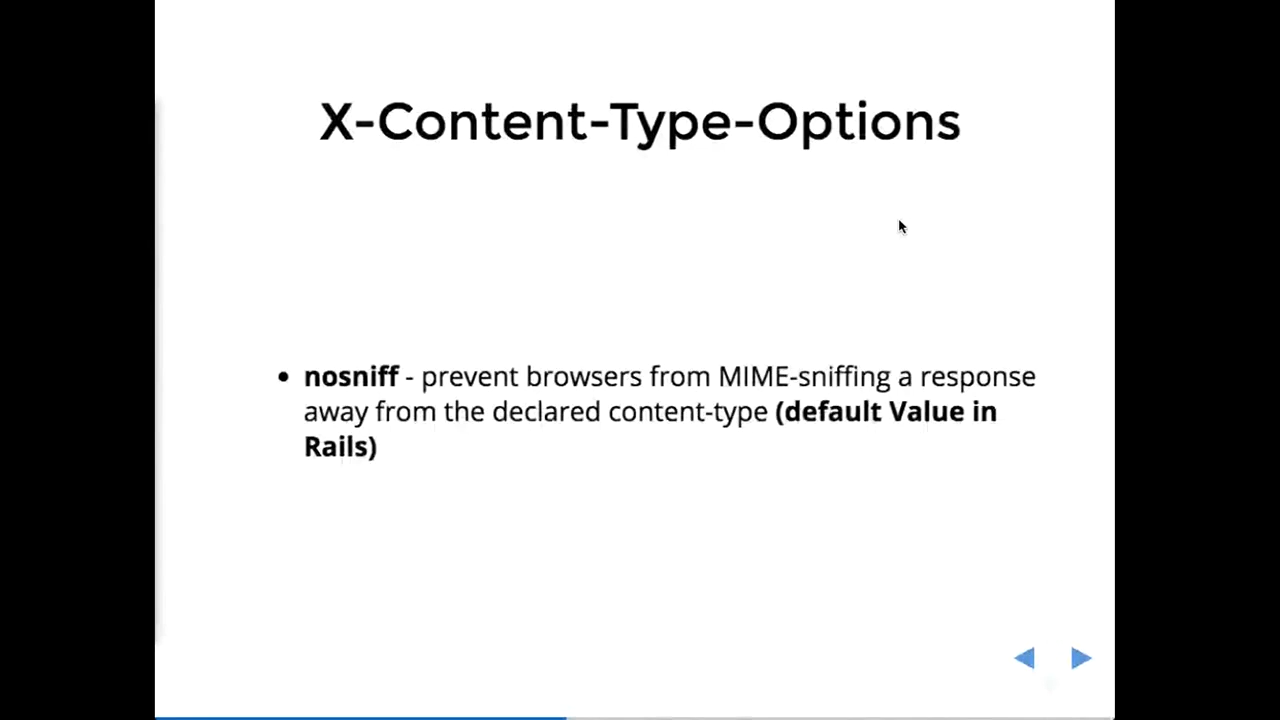 X-Content-Type-Options
• nosniff - prevent browsers from MIME-sniffing a response
away from the declared content-type (default Value in
Rails)